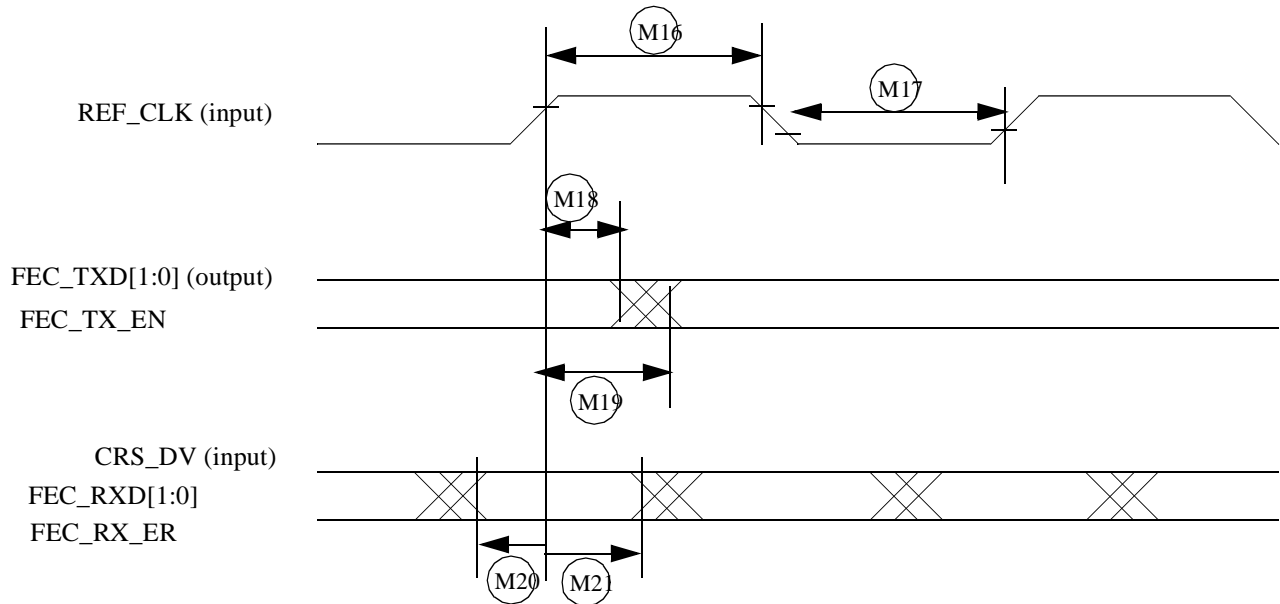 M16
M17
REF_CLK (input)
M18
FEC_TXD[1:0] (output)
FEC_TX_EN
M19
CRS_DV (input)
FEC_RXD[1:0]
FEC_RX_ER
M20
M21